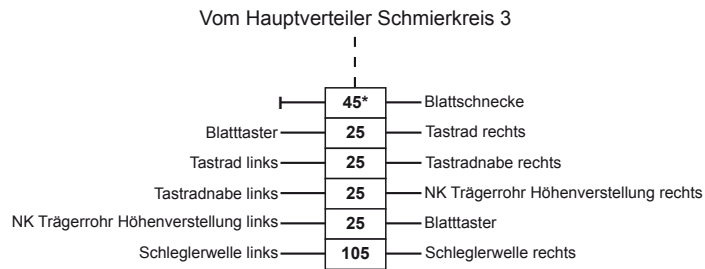 Vom Hauptverteiler Schmierkreis 3
45* Blattschnecke
Blatttaster 25 Tastrad rechts
Tastrad links 25 Tastradnabe rechts
Tastradnabe links 25 NK Trägerrohr Höhenverstellung rechts
NK Trägerrohr Höhenverstellung links 25 Blatttaster
Schleglerwelle links 105 Schleglerwelle rechts